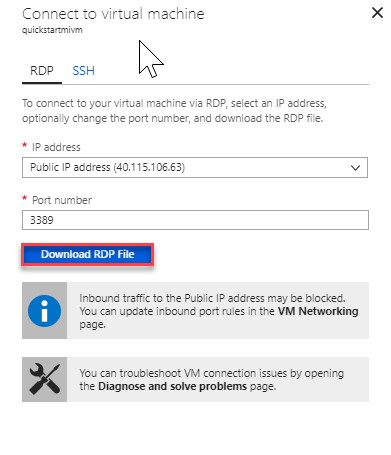 Connect to virtual machine
quickstartmivm
RDP SSH
To connect to your virtual machine via RDP, select an IP address,
optionally change the port number, and download the RDP file.
* IP address
Public IP address (40.115.106.63)
* Port number
3389
Download RDP File
Inbound traffic to the Public IP address may be blocked.
You can update inbound port rules in the VM Networking
page.
You can troubleshoot VM connection issues by opening
the Diagnose and solve problems page.